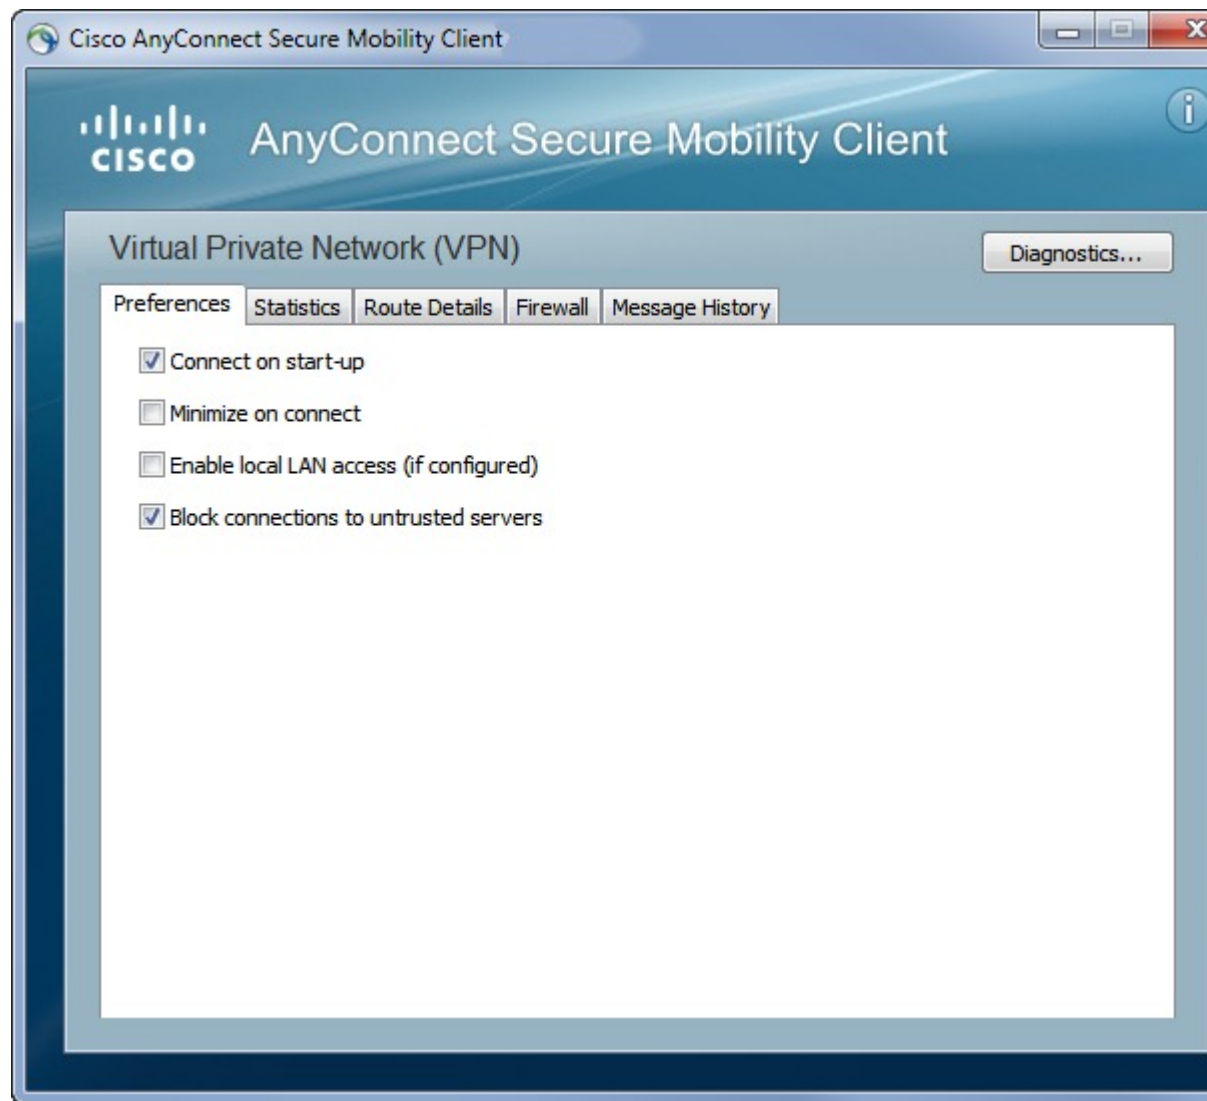 Cisco AnyConnect Secure Mobility Client
CISCO
AnyConnect Secure Mobility Client
Virtual Private Network (VPN)
Diagnostics...
Preferences Statistics Route Details Firewall Message History
Connect on start-up
Minimize on connect
Enable local LAN access (if configured)
Block connections to untrusted servers